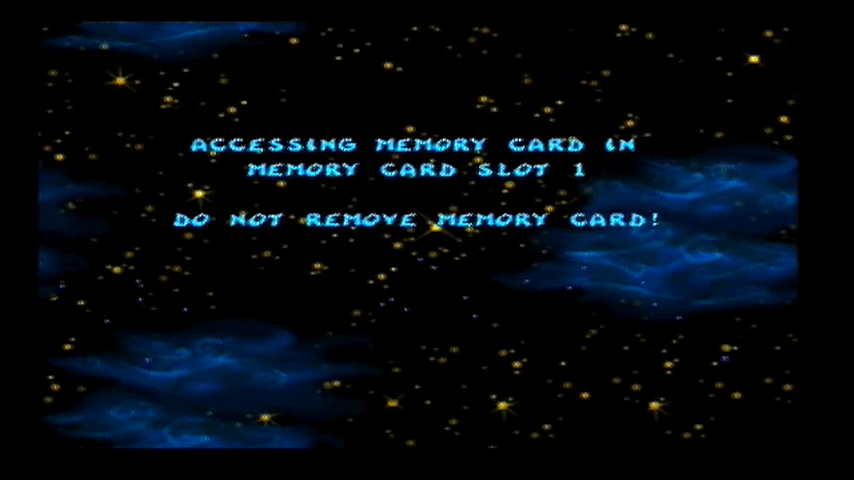 ACCESSING MEMORY CARD IN
MEMORY CARD SLOT 1
DO NOT REMOVE MEMORY CARD!